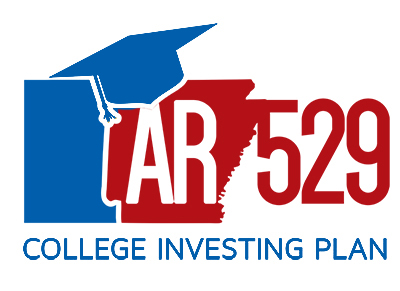 AR 529
COLLEGE INVESTING PLAN